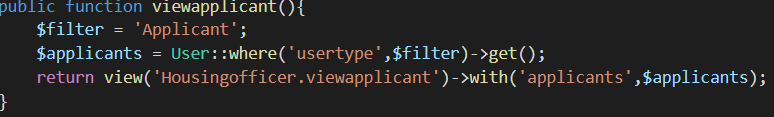 public function viewapplicant(){
$filter = 'Applicant';
$applicants = User::where('usertype',$filter)->get();
return view('Housingofficer.viewapplicant')->with('applicants',$applicants);
}